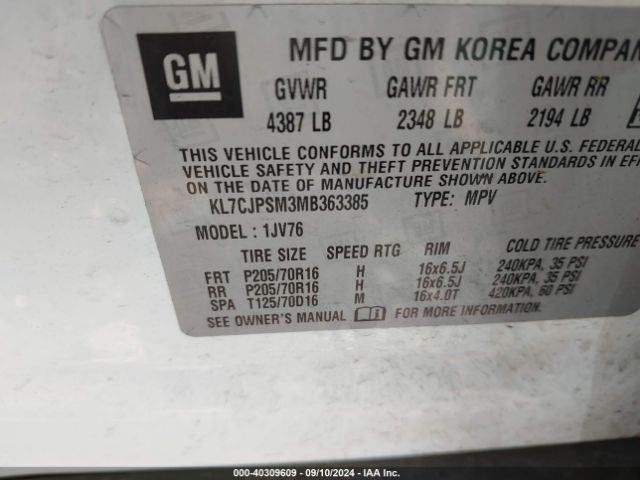 GM
MFD BY GM KOREA COMPAN
GVWR GAWR FRT GAWR RR
4387 LB 2348 LB 2194 LB
THIS VEHICLE CONFORMS TO ALL APPLICABLE U.S. FEDERAL
VEHICLE SAFETY AND THEFT PREVENTION STANDARDS IN EFF
ON THE DATE OF MANUFACTURE SHOWN ABOVE.
KL7CJPSM3MB363385 TYPE: MPV
MODEL : 1JV76
TIRE SIZE SPEED RTG RIM COLD TIRE PRESSURE
FRT P205/70R16 H 16x6.5J 240KPA, 35 PSI
RR P205/70R16 H 16x6.5J 240KPA, 35 PSI
SPA T125/70D16 M 16x4.0T 420KPA, 60 PSI
SEE OWNER'S MANUAL FOR MORE INFORMATION.
000-40309609 - 09/10/2024 - IAA Inc.